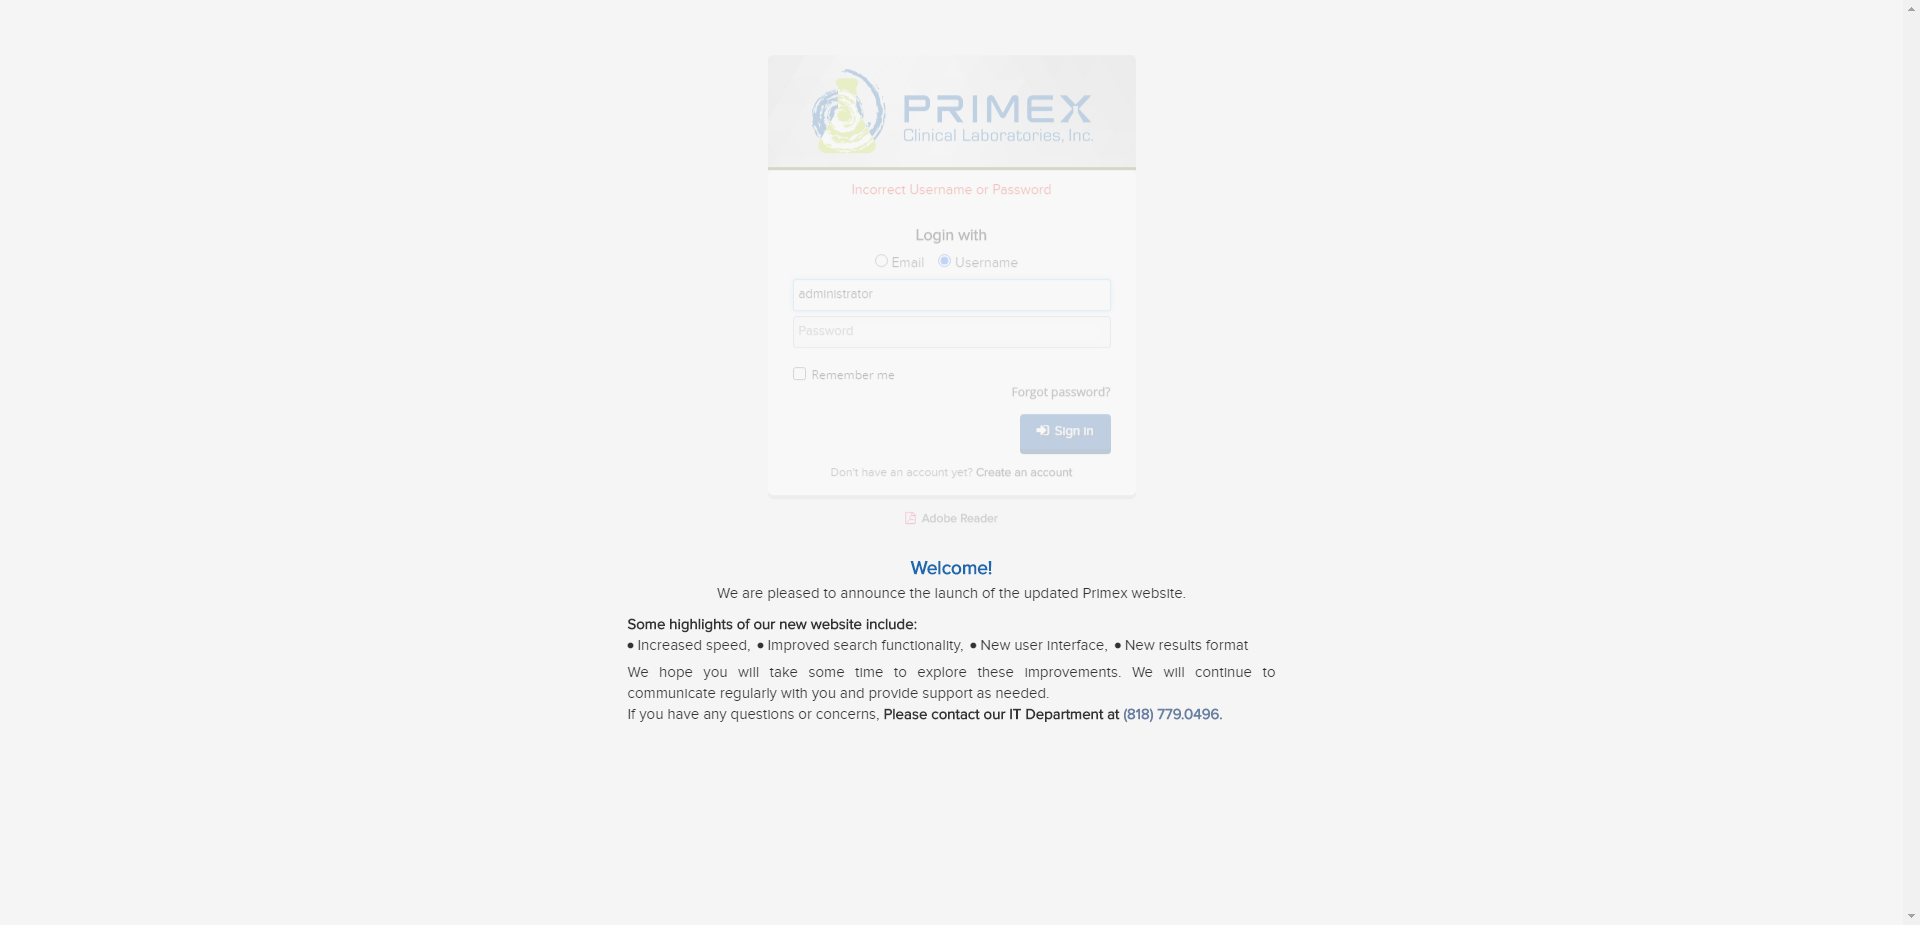 PRIMEX
Clinical Laboratories, Inc.
Incorrect Username or Password
Login with
Email Username
administrator
Password
Remember me
Forgot password?
Sign in
Don't have an account yet? Create an account
Adobe Reader
Welcome!
We are pleased to announce the launch of the updated Primex website.
Some highlights of our new website include:
• Increased speed, • Improved search functionality, • New user interface, • New results format
We hope you will take some time to explore these improvements. We will continue to
communicate regularly with you and provide support as needed.
If you have any questions or concerns, Please contact our IT Department at (818) 779.0496.